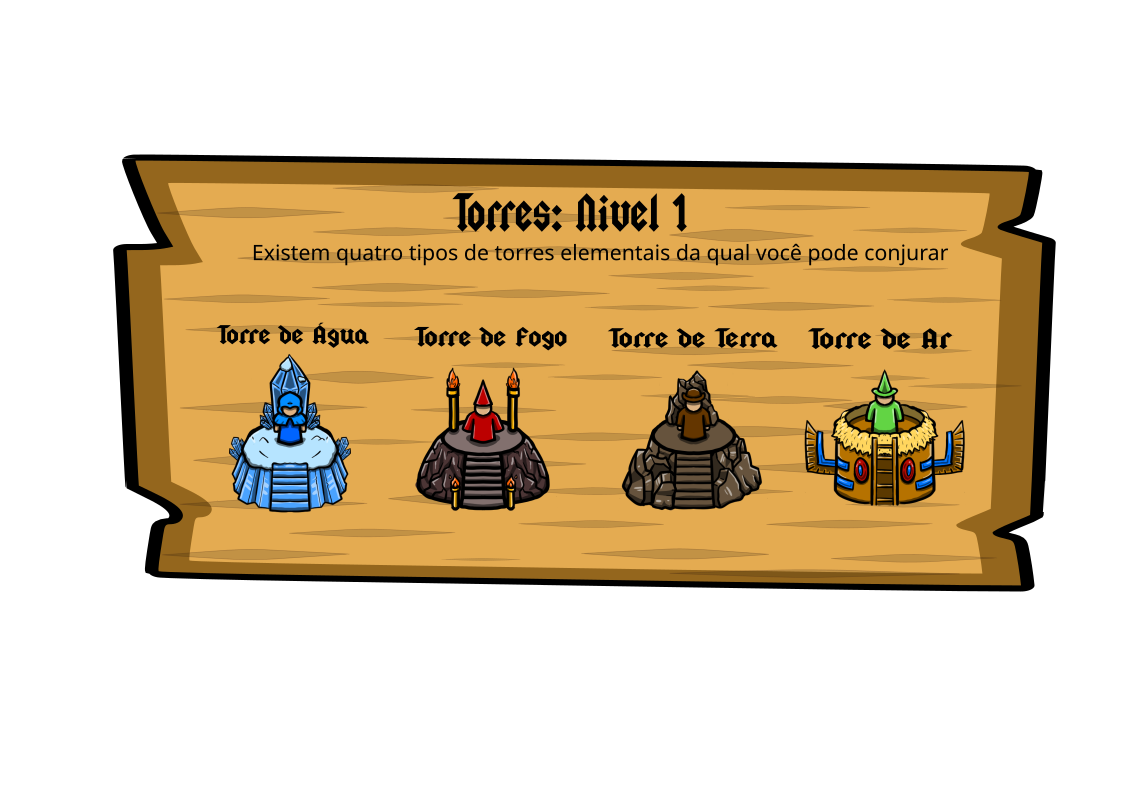 Torres: Nivel 1
Existem quatro tipos de torres elementais da qual você pode conjurar
Torre de Água
Torre de Fogo
Torre de Terra
Torre de Ar